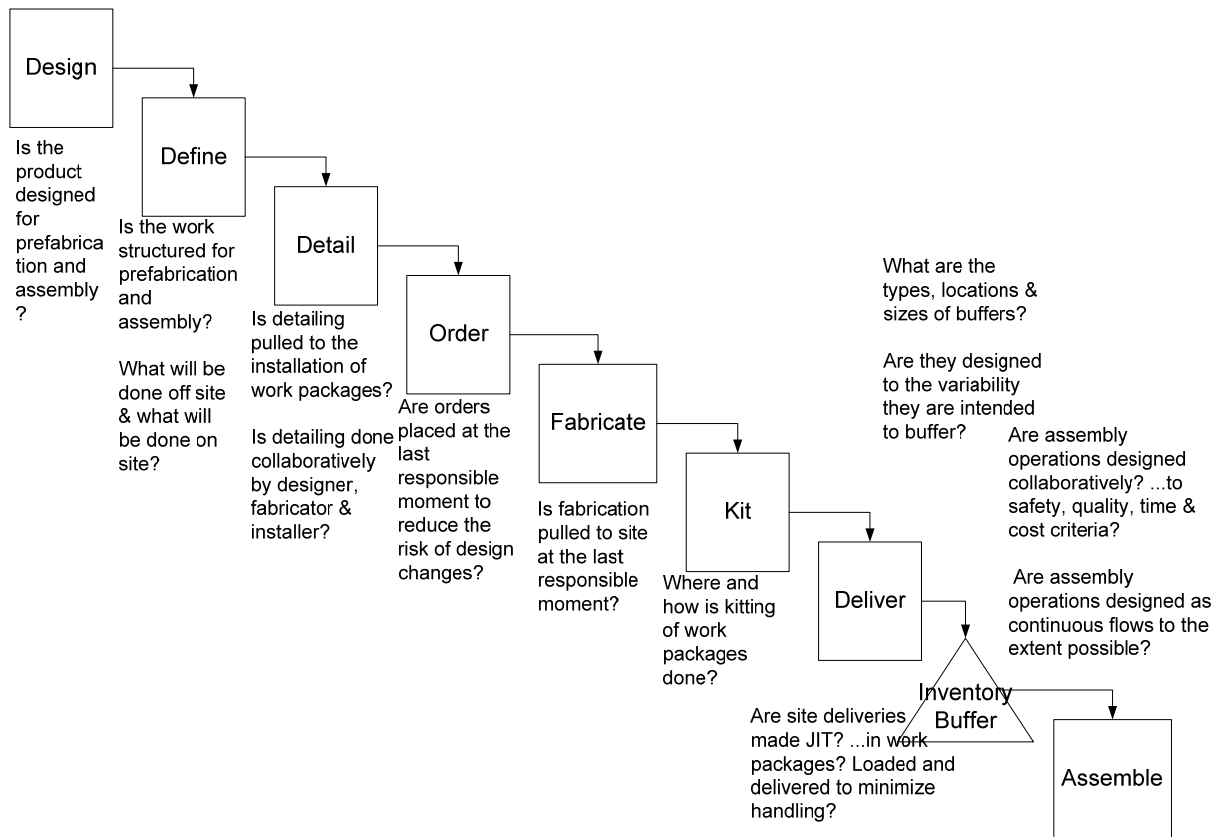 Design
Is the
product
designed
for
prefabrica
tion and
assembly
?
Define
Is the work
structured for
prefabrication
and
assembly?
What will be
done off site
& what will
be done on
site?
Detail
Is detailing
pulled to the
installation of
work packages?
Is detailing done
collaboratively
by designer,
fabricator &
installer?
Order
Are orders
placed at the
last
responsible
moment to
reduce the
risk of design
changes?
Fabricate
Is fabrication
pulled to site
at the last
responsible
moment?
Kit
Where and
how is kitting
of work
packages
done?
Deliver
Are site deliveries
made JIT? ...in work
packages? Loaded and
delivered to minimize
handling?
What are the
types, locations &
sizes of buffers?
Are they designed
to the variability
they are intended
to buffer?
Inventory
Buffer
Are assembly
operations designed
collaboratively? ...to
safety, quality, time &
cost criteria?
Are assembly
operations designed as
continuous flows to the
extent possible?
Assemble